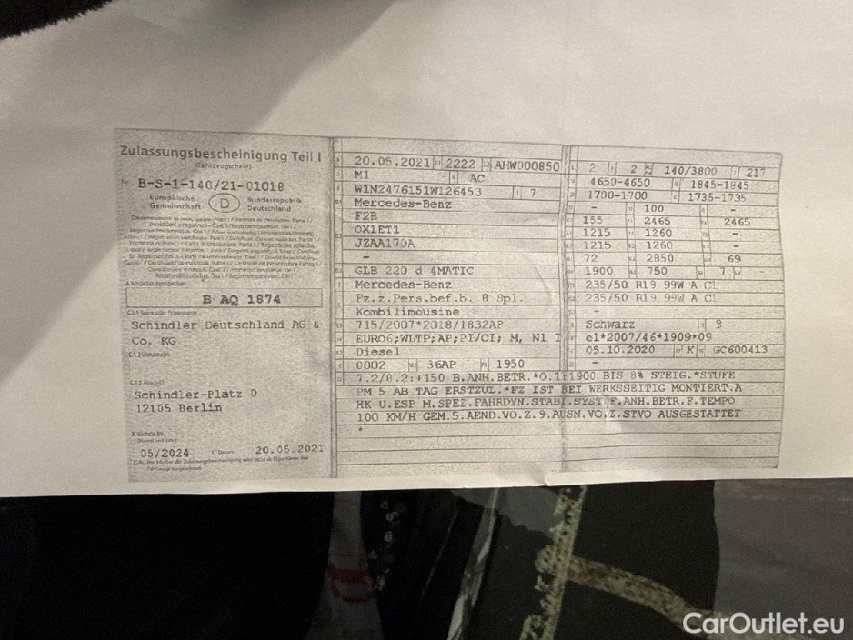 Zulassungsbescheinigung Teil I
(Fahrzeugschein)
Nr. B-S-1-140/21-01018
Europäische Gemeinschaft D Bundesrepublik Deutschland
B AQ 1874
Schindler Deutschland AG &
Co. KG
Schindler-Platz 0
12105 Berlin
05/2024 20.05.2021
20.05.2021 2222 AHW000850
M1 AC
W1N2476151W126453 7
Mercedes-Benz
F2B
OX1ET1
JZAA170A
-
GLB 220 d 4MATIC
Mercedes-Benz
Fz.z.Pers.bef.b. 8 Spl.
Kombilimousine
715/2007*2018/1832AP
EURO6;WLTP;AP;PI/CI; M, N1 I
Diesel
0002 36AP 1950
2 2 140/3800 217
4650-4650 1845-1845
1700-1700 1735-1735
- 100 -
155 2465 2465
1215 1260 -
1215 1260 -
72 2850 69
1900 750 7 -
235/50 R19 99W A C1
235/50 R19 99W A C1
-
Schwarz 9
e1*2007/46*1909*09
05.10.2020 K GC600413
-
7.2/8.2:+150 B.ANH.BETR.*O.1:1900 BIS 8% STEIG.*STUFE
PM 5 AB TAG ERSTZUL.*FZ IST BEI WERKSSEITIG MONTIERT.A
HK U.ESP M.SPEZ.FAHRDYN.STABI.SYST.F.ANH.BETR.F.TEMPO
100 KM/H GEM.5.AEND.VO.Z.9.AUSN.VO.Z.STVO AUSGESTATTET
*
CarOutlet.eu